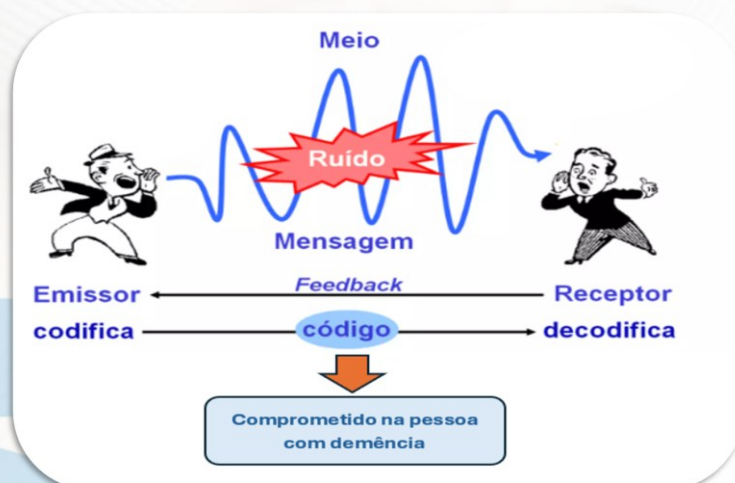 Meio
Ruído
Mensagem
Feedback
Emissor
Receptor
codifica
código
decodifica
Comprometido na pessoa
com demência